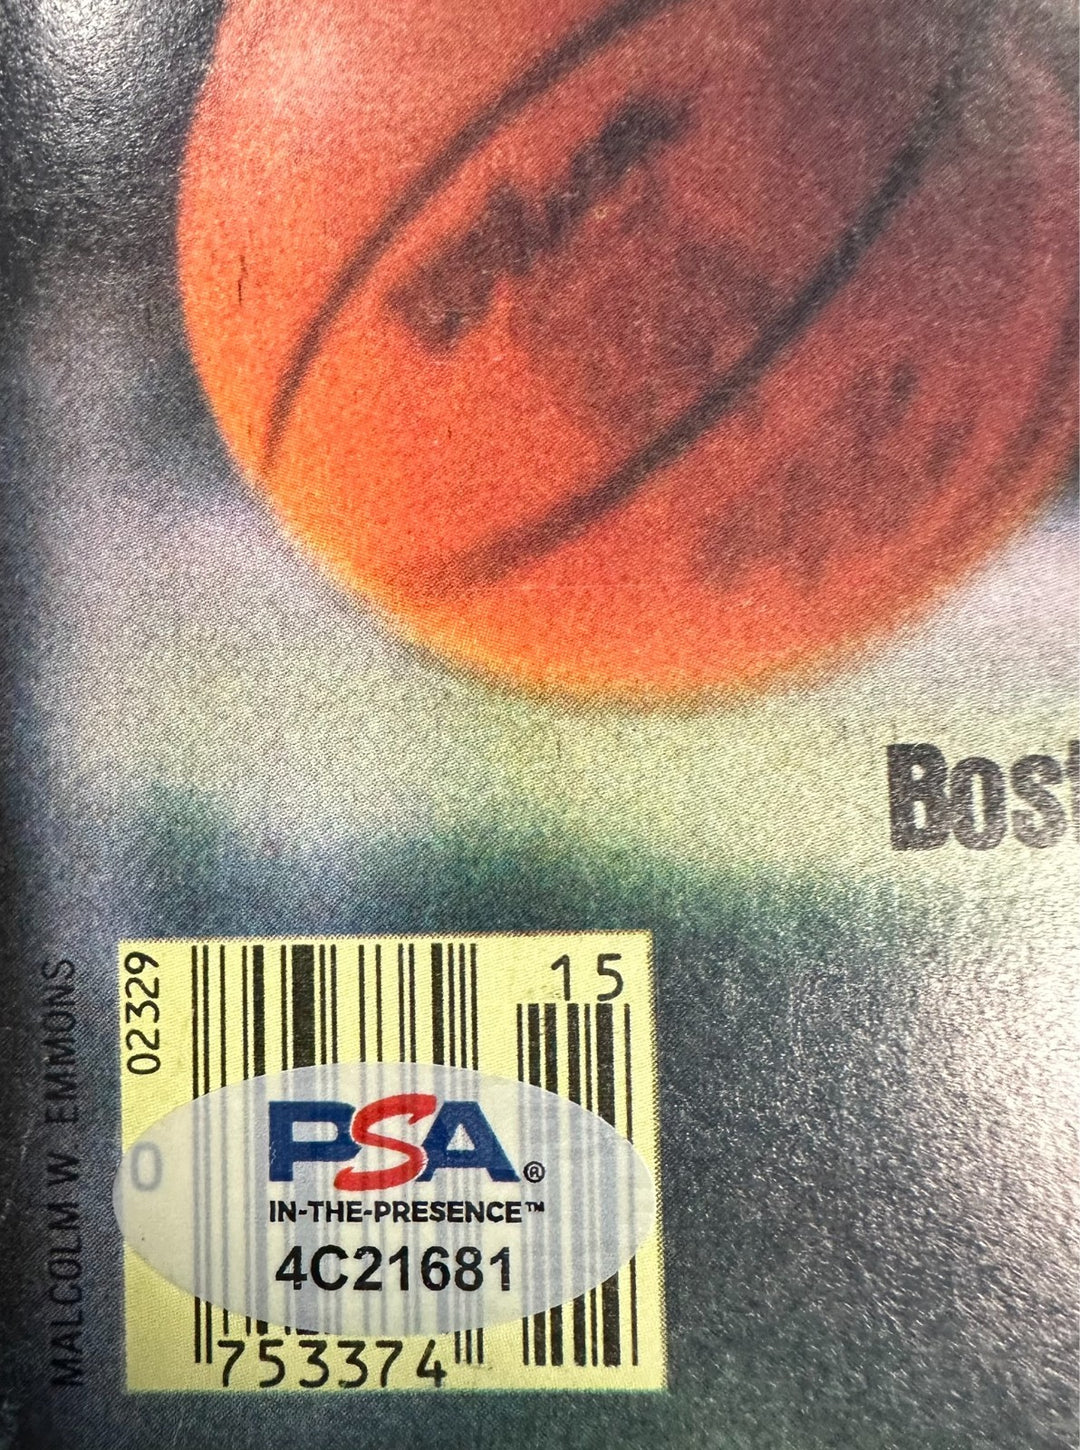 Bost
MALCOLM W. EMMONS
02329
15
0
PSA®
IN-THE-PRESENCE™
4C21681
753374